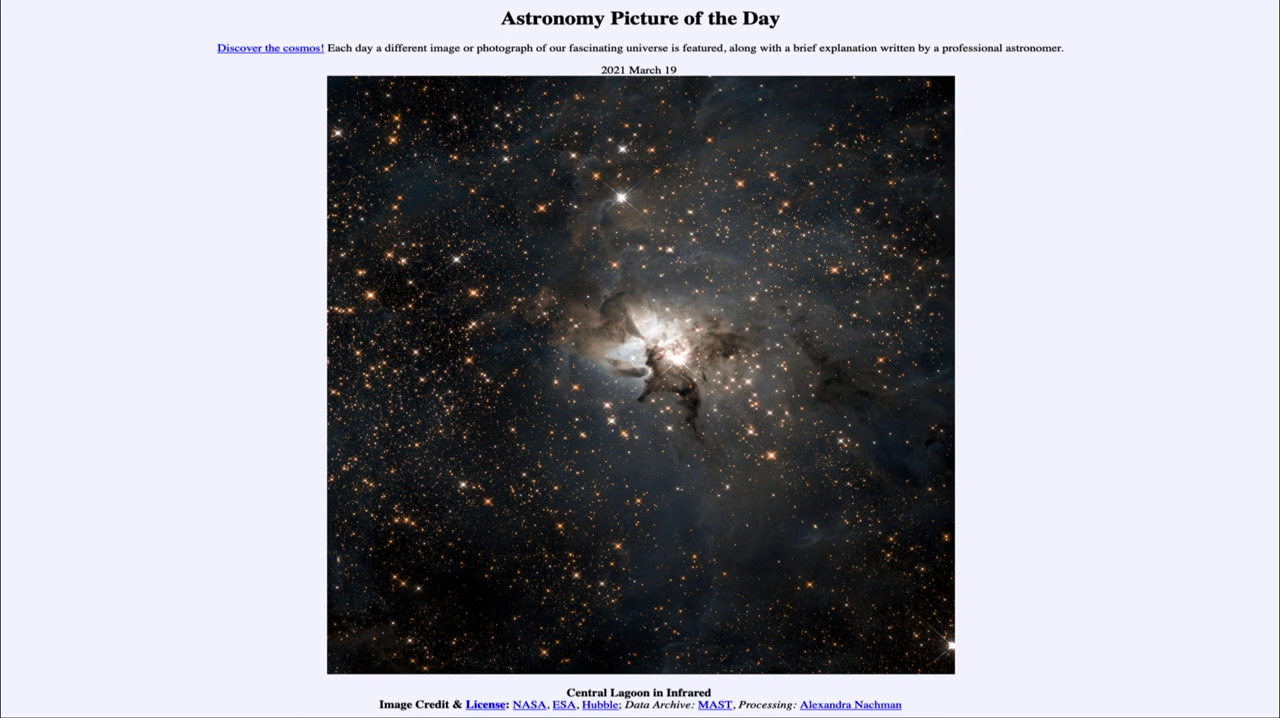 Astronomy Picture of the Day
Discover the cosmos! Each day a different image or photograph of our fascinating universe is featured, along with a brief explanation written by a professional astronomer.
2021 March 19
Central Lagoon in Infrared
Image Credit & License: NASA, ESA, Hubble; Data Archive: MAST, Processing: Alexandra Nachman